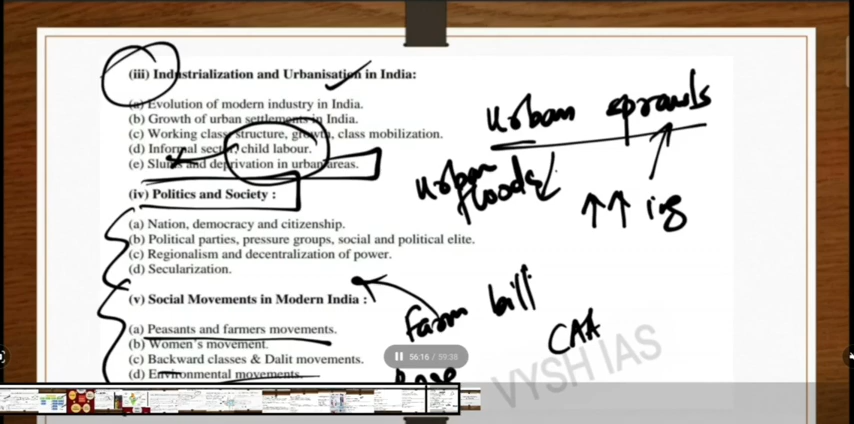 (iii) Industrialization and Urbanisation in India:
(a) Evolution of modern industry in India.
(b) Growth of urban settlements in India.
(c) Working class, structure, growth, class mobilization.
(d) Informal sector, child labour.
(e) Slums and deprivation in urban areas.
urban sprawls
urban
floods
↑↑ ing
(iv) Politics and Society :
(a) Nation, democracy and citizenship.
(b) Political parties, pressure groups, social and political elite.
(c) Regionalism and decentralization of power.
(d) Secularization.
(v) Social Movements in Modern India :
Farm bill
CAA
(a) Peasants and farmers movements.
(b) Women's movement.
(c) Backward classes & Dalit movements.
(d) Environmental movements.
56:16 / 59:38
VYSH IAS